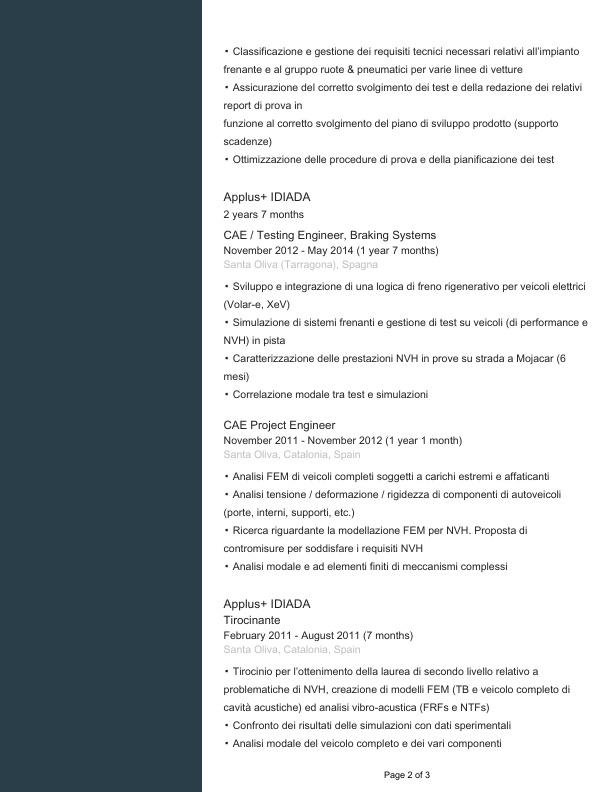 • Classificazione e gestione dei requisiti tecnici necessari relativi all'impianto
frenante e al gruppo ruote & pneumatici per varie linee di vetture
• Assicurazione del corretto svolgimento dei test e della redazione dei relativi
report di prova in
funzione al corretto svolgimento del piano di sviluppo prodotto (supporto
scadenze)
• Ottimizzazione delle procedure di prova e della pianificazione dei test
Applus+ IDIADA
2 years 7 months
CAE / Testing Engineer, Braking Systems
November 2012 - May 2014 (1 year 7 months)
Santa Oliva (Tarragona), Spagna
• Sviluppo e integrazione di una logica di freno rigenerativo per veicoli elettrici
(Volar-e, XeV)
• Simulazione di sistemi frenanti e gestione di test su veicoli (di performance e
NVH) in pista
• Caratterizzazione delle prestazioni NVH in prove su strada a Mojacar (6
mesi)
• Correlazione modale tra test e simulazioni
CAE Project Engineer
November 2011 - November 2012 (1 year 1 month)
Santa Oliva, Catalonia, Spain
• Analisi FEM di veicoli completi soggetti a carichi estremi e affaticanti
• Analisi tensione / deformazione / rigidezza di componenti di autoveicoli
(porte, interni, supporti, etc.)
• Ricerca riguardante la modellazione FEM per NVH. Proposta di
contromisure per soddisfare i requisiti NVH
• Analisi modale e ad elementi finiti di meccanismi complessi
Applus+ IDIADA
Tirocinante
February 2011 - August 2011 (7 months)
Santa Oliva, Catalonia, Spain
• Tirocinio per l'ottenimento della laurea di secondo livello relativo a
problematiche di NVH, creazione di modelli FEM (TB e veicolo completo di
cavità acustiche) ed analisi vibro-acustica (FRFs e NTFs)
• Confronto dei risultati delle simulazioni con dati sperimentali
• Analisi modale del veicolo completo e dei vari componenti
Page 2 of 3